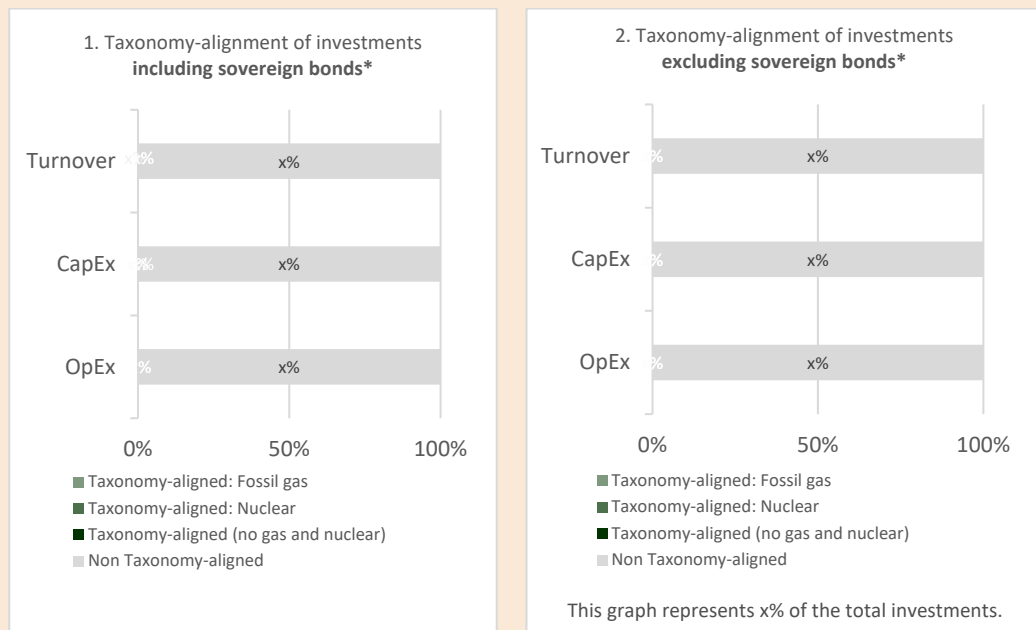 1. Taxonomy-alignment of investments
including sovereign bonds*
Turnover
x%
CapEx
x%
OpEx
%
x%
0%
50%
100%
Taxonomy-aligned: Fossil gas
Taxonomy-aligned: Nuclear
Taxonomy-aligned (no gas and nuclear)
Non Taxonomy-aligned
2. Taxonomy-alignment of investments
excluding sovereign bonds*
Turnover
%
x%
CapEx
%
x%
OpEx
%
x%
0%
50%
100%
Taxonomy-aligned: Fossil gas
Taxonomy-aligned: Nuclear
Taxonomy-aligned (no gas and nuclear)
Non Taxonomy-aligned
This graph represents x% of the total investments.